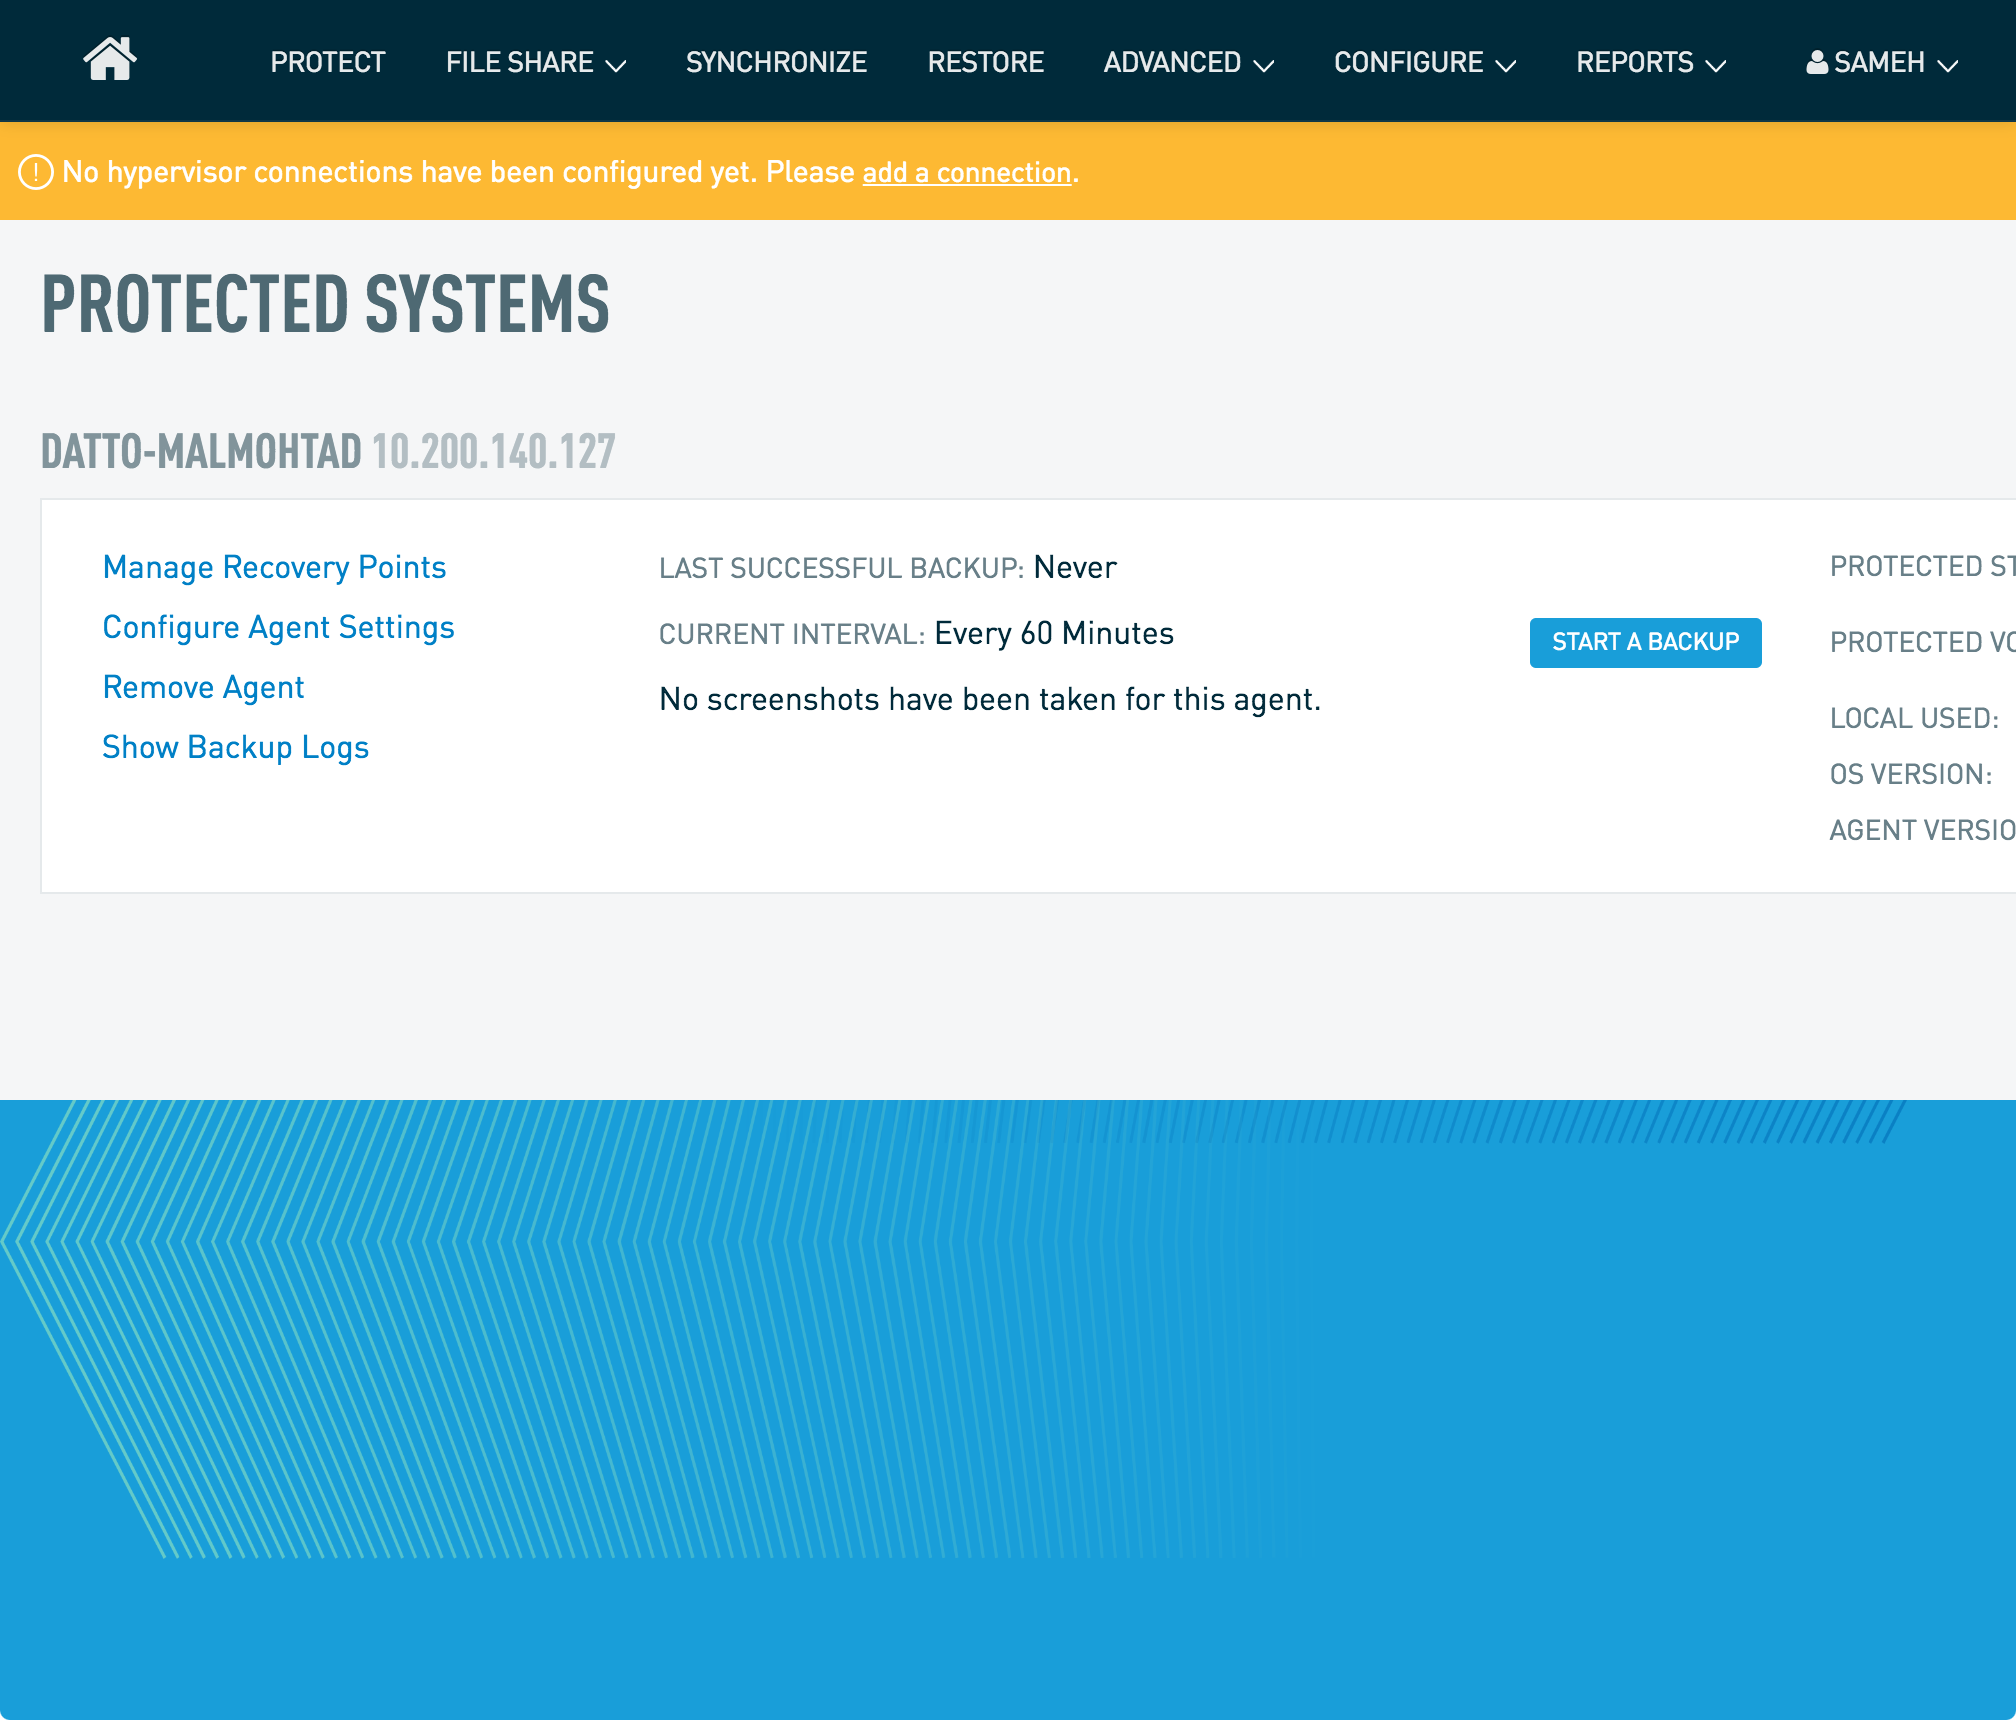 PROTECT FILE SHARE SYNCHRONIZE RESTORE ADVANCED CONFIGURE REPORTS SAMEH
No hypervisor connections have been configured yet. Please add a connection.
PROTECTED SYSTEMS
DATTO-MALMOHTAD 10.200.140.127
Manage Recovery Points
Configure Agent Settings
Remove Agent
Show Backup Logs
LAST SUCCESSFUL BACKUP: Never
CURRENT INTERVAL: Every 60 Minutes
No screenshots have been taken for this agent.
START A BACKUP
PROTECTED
PROTECTED
LOCAL USED:
OS VERSION:
AGENT